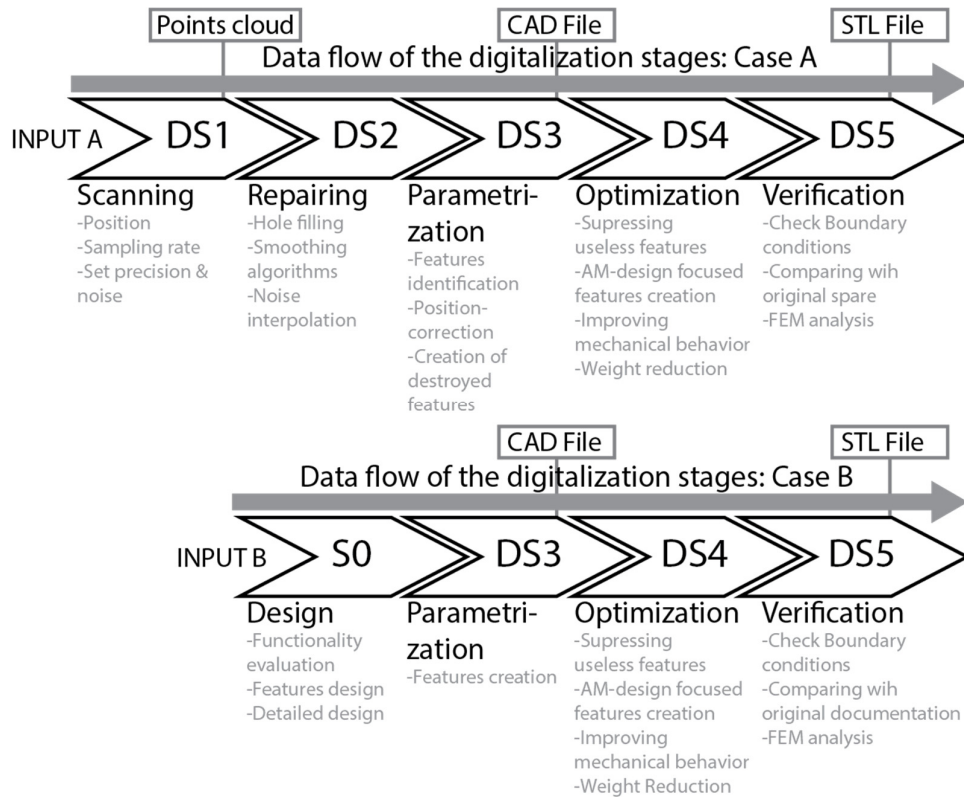 Points cloud
CAD File
STL File
Data flow of the digitalization stages: Case A
INPUT A
DS1
DS2
DS3
DS4
DS5
Scanning
-Position
-Sampling rate
-Set precision &
noise
Repairing
-Hole filling
-Smoothing
algorithms
-Noise
interpolation
Parametri-
zation
-Features
identification
-Position-
correction
-Creation of
destroyed
features
Optimization
-Supressing
useless features
-AM-design focused
features creation
-Improving
mechanical behavior
-Weight reduction
Verification
-Check Boundary
conditions
-Comparing wih
original spare
-FEM analysis
CAD File
STL File
Data flow of the digitalization stages: Case B
INPUT B
S0
DS3
DS4
DS5
Design
-Functionality
evaluation
-Features design
-Detailed design
Parametri-
zation
-Features creation
Optimization
-Supressing
useless features
-AM-design focused
features creation
-Improving
mechanical behavior
-Weight Reduction
Verification
-Check Boundary
conditions
-Comparing wih
original documentation
-FEM analysis